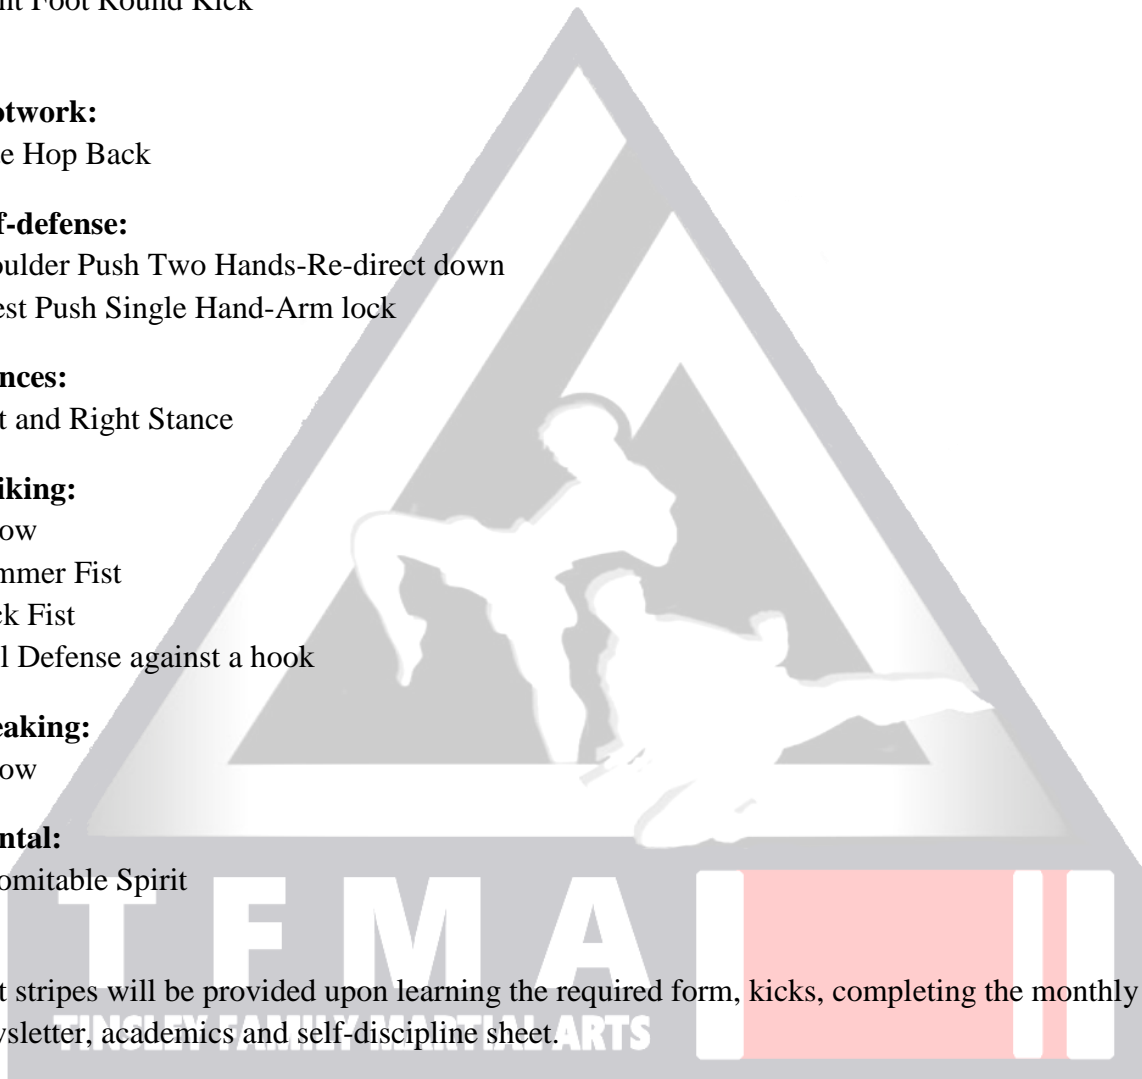 nt Foot Round Kick
otwork:
e Hop Back
f-defense:
oulder Push Two Hands-Re-direct down
est Push Single Hand-Arm lock
nces:
t and Right Stance
iking:
ow
mmer Fist
ck Fist
l Defense against a hook
eaking:
ow
ntal:
omitable Spirit
TFMA
t stripes will be provided upon learning the required form, kicks, completing the monthly
wsletter, academics and self-discipline sheet.
TINSLEY FAMILY MARTIAL ARTS